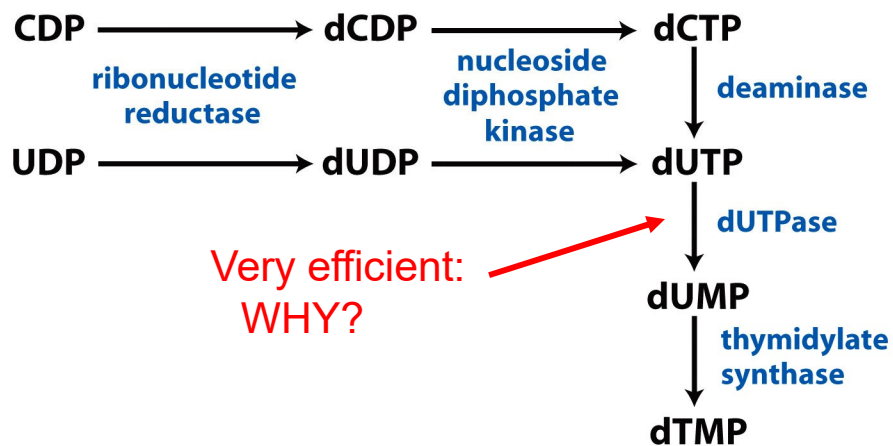 CDP
dCDP
dCTP
ribonucleotide
reductase
nucleoside
diphosphate
kinase
deaminase
UDP
dUDP
dUTP
dUTPase
Very efficient:
WHY?
dUMP
thymidylate
synthase
dTMP